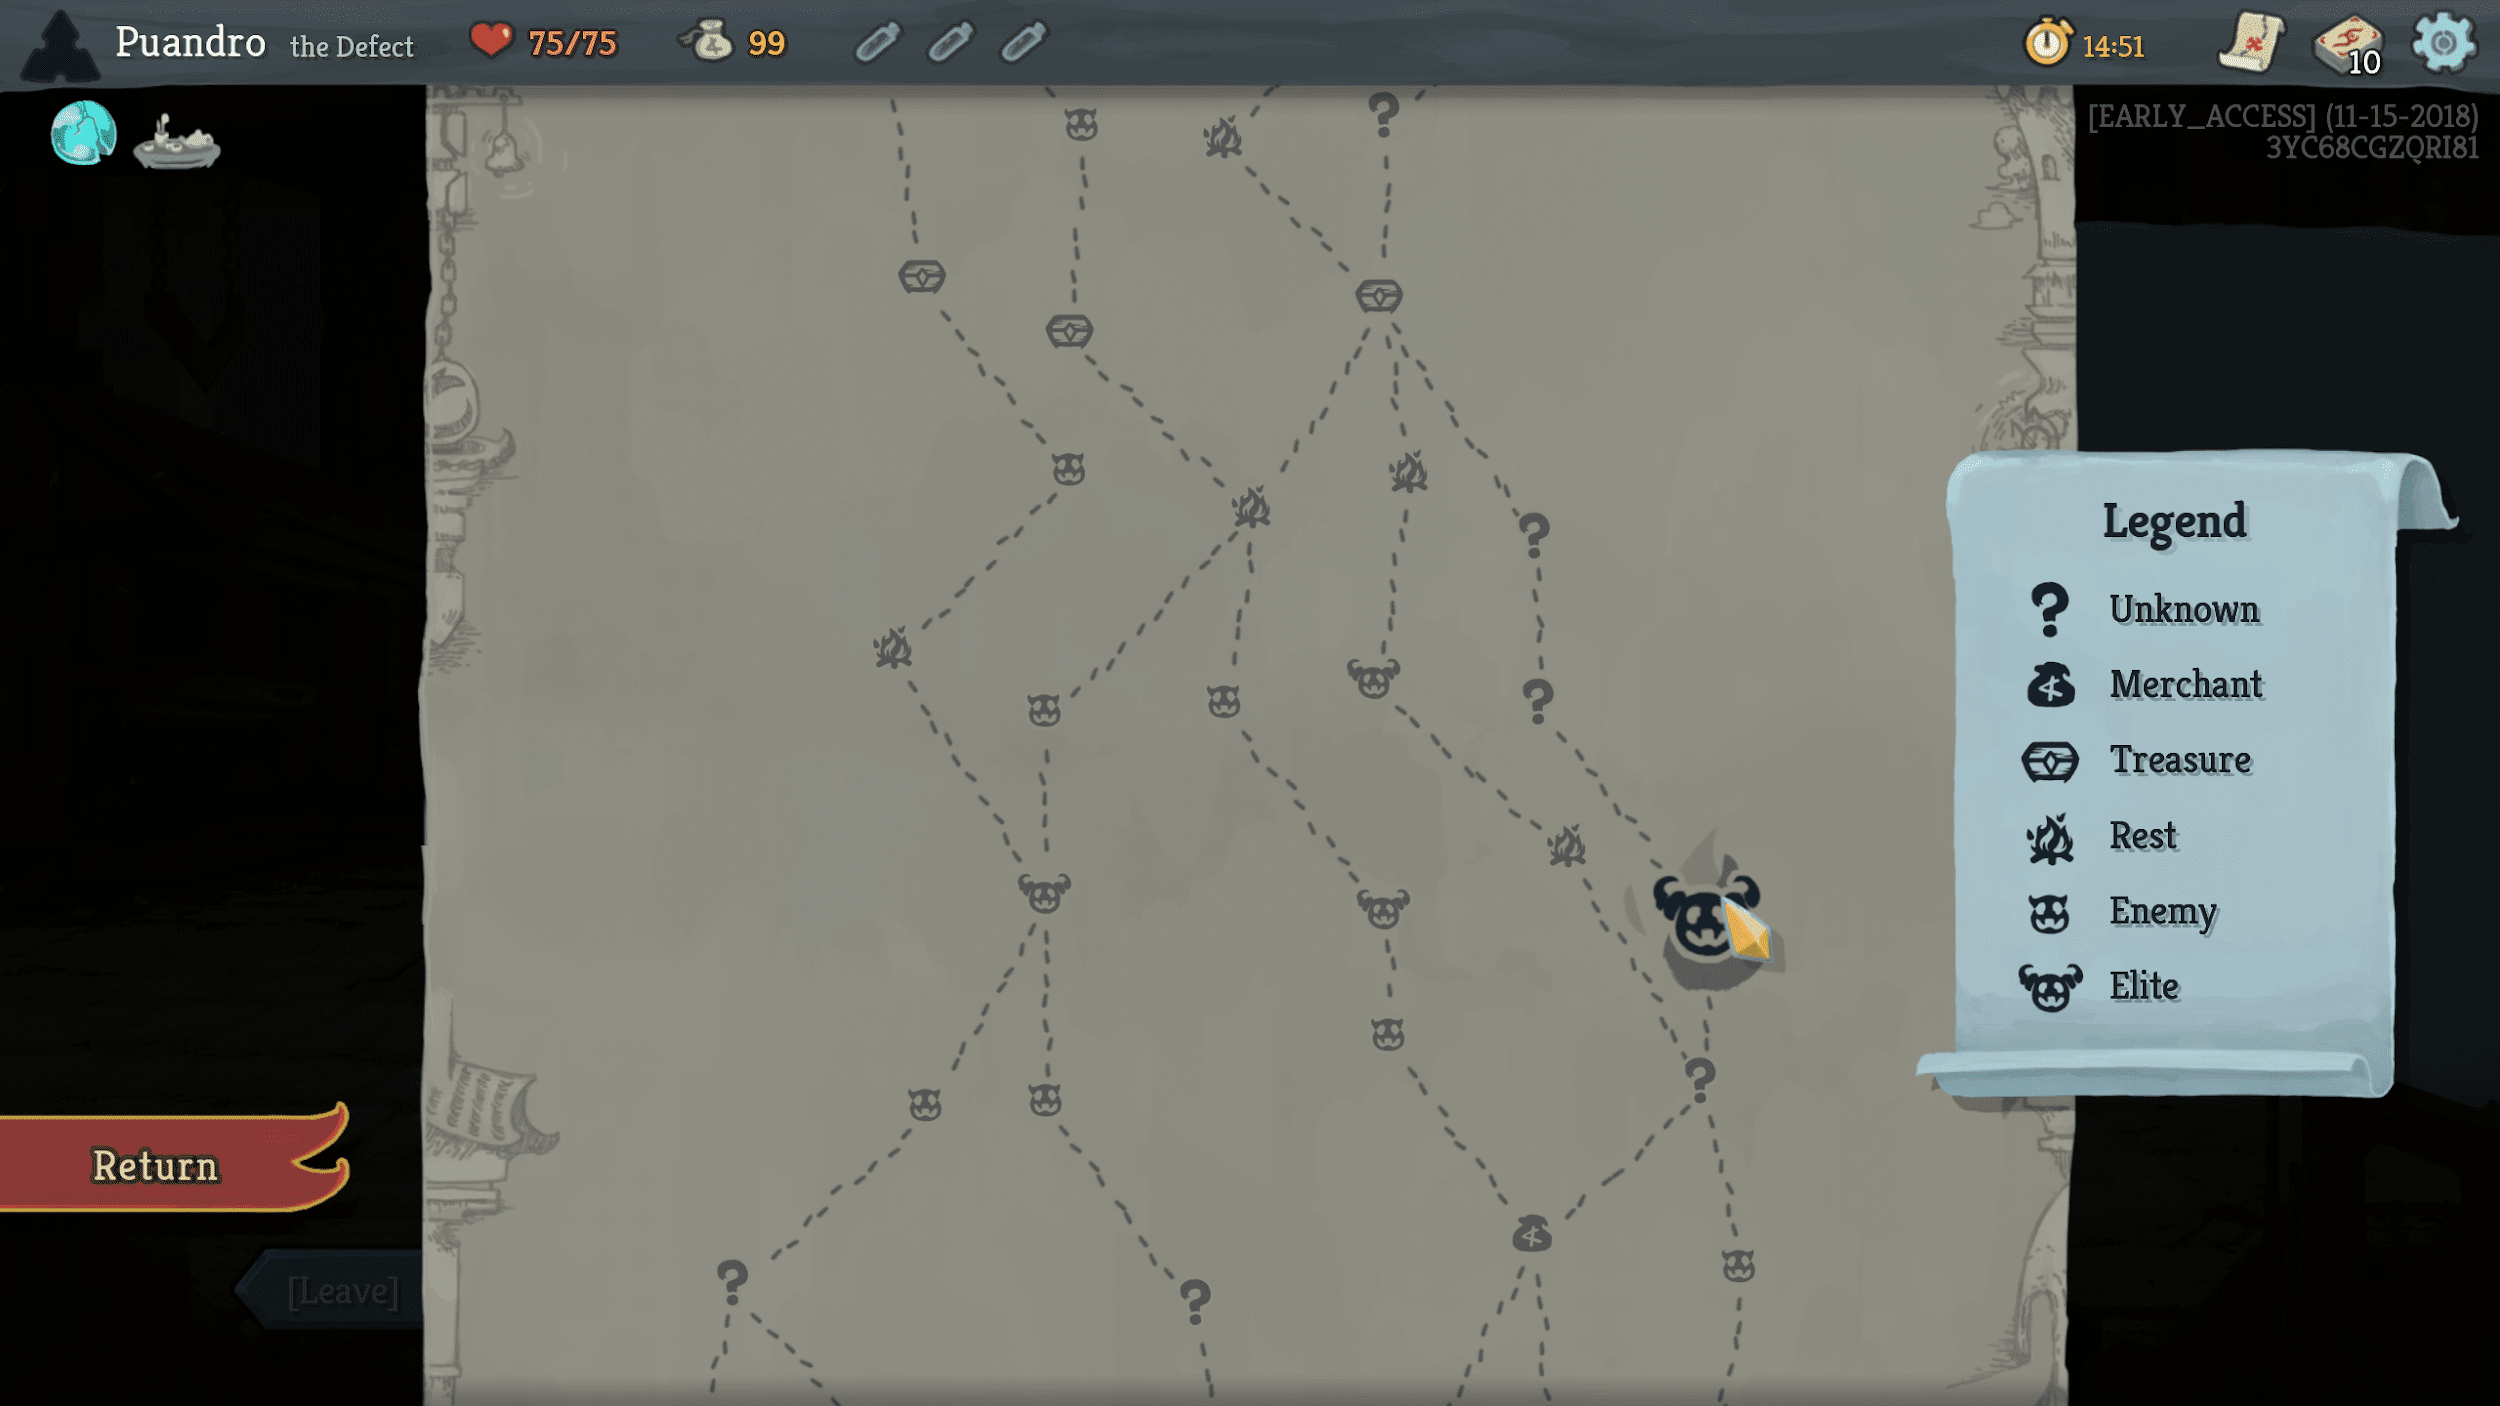 Puandro the Defect 75/75 99 14:51 10
[EARLY_ACCESS] (11-15-2018)
3YC68CGZQRI81
Legend
Unknown
Merchant
Treasure
Rest
Enemy
Elite
Return
[Leave]